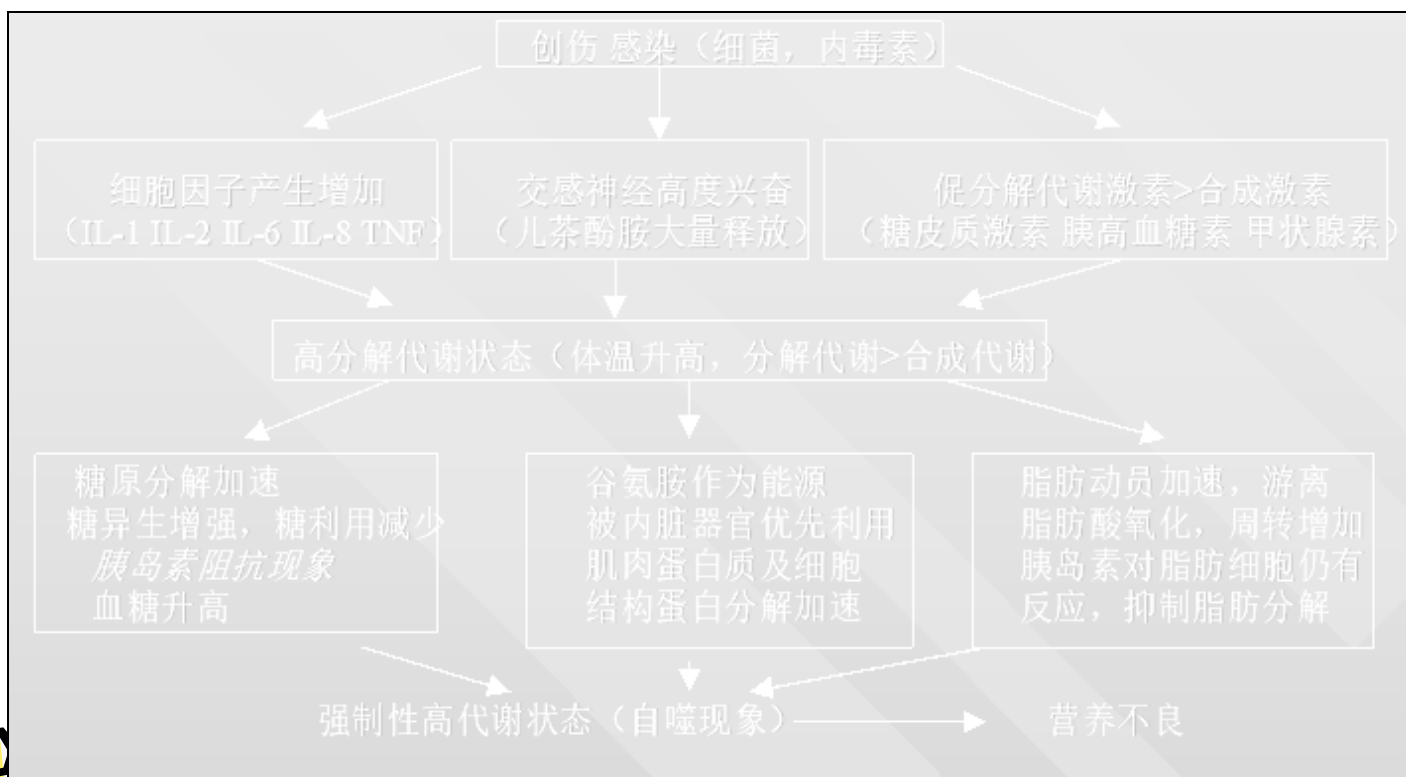 创伤 感染（细菌，内毒素）
细胞因子产生增加
（IL-1 IL-2 IL-6 IL-8 TNF）
交感神经高度兴奋
（儿茶酚胺大量释放）
促分解代谢激素>合成激素
（糖皮质激素 胰高血糖素 甲状腺素）
高分解代谢状态（体温升高，分解代谢>合成代谢）
糖原分解加速
糖异生增强，糖利用减少
胰岛素阻抗现象
血糖升高
谷氨胺作为能源
被内脏器官优先利用
肌肉蛋白质及细胞
结构蛋白分解加速
脂肪动员加速，游离
脂肪酸氧化，周转增加
胰岛素对脂肪细胞仍有
反应，抑制脂肪分解
强制性高代谢状态（自噬现象）
营养不良